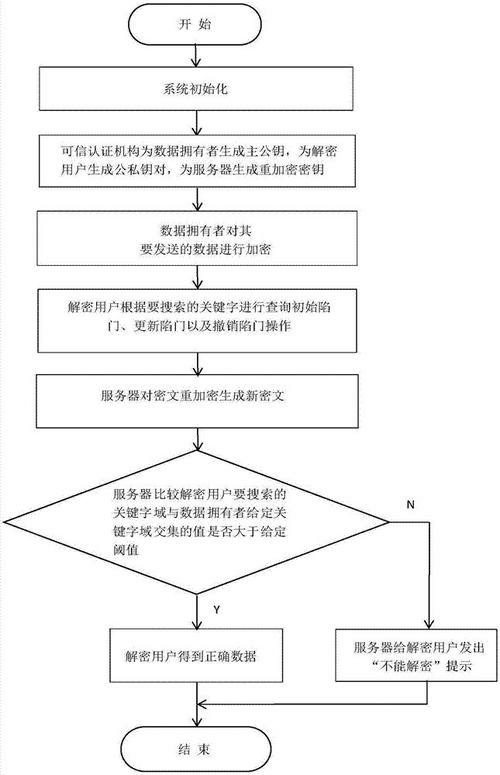 开 始
系统初始化
可信认证机构为数据拥有者生成主公钥，为解密
用户生成公私钥对，为服务器生成重加密密钥
数据拥有者对其
要发送的数据进行加密
解密用户根据要搜索的关键字进行查询初始陷
门、更新陷门以及撤销陷门操作
服务器对密文重加密生成新密文
服务器比较解密用户要搜索的
关键字域与数据拥有者给定关
键字域交集的值是否大于给定
阈值
N
Y
解密用户得到正确数据
服务器给解密用户发出
“不能解密”提示
结 束